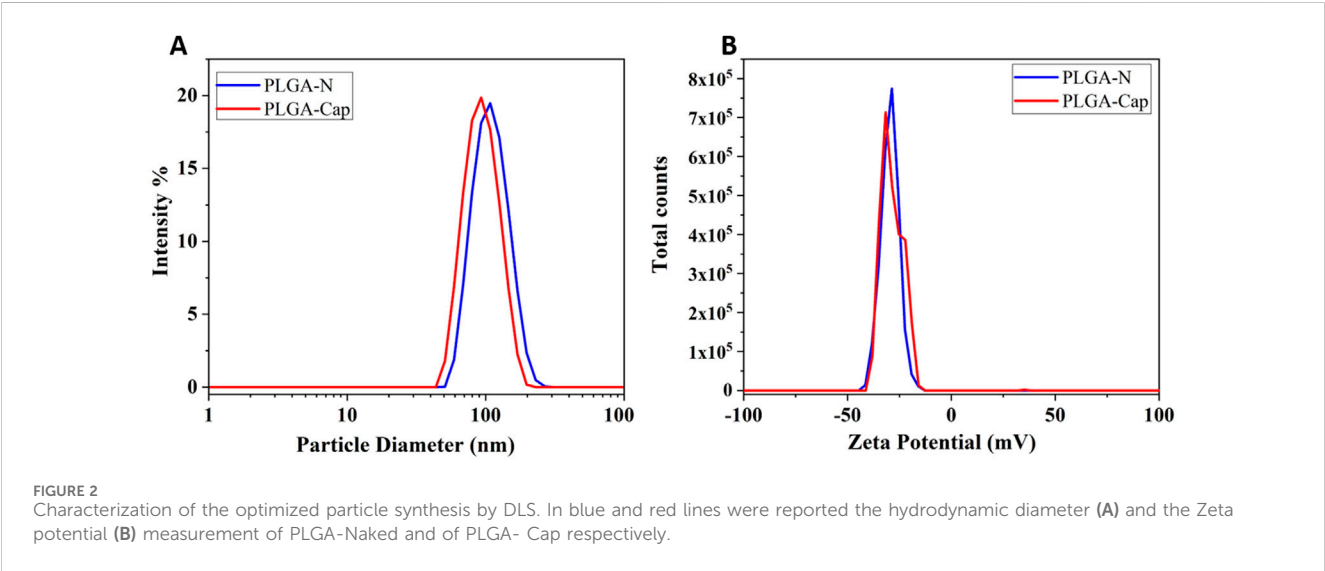 A
PLGA-N
PLGA-Cap
20
15
10
5
0
Intensity %
1
10
100
100
Particle Diameter (nm)
B
PLGA-N
PLGA-Cap
8x10⁵
7x10⁵
6x10⁵
5x10⁵
4x10⁵
3x10⁵
2x10⁵
1x10⁵
0
Total counts
-100
-50
0
50
100
Zeta Potential (mV)
FIGURE 2
Characterization of the optimized particle synthesis by DLS. In blue and red lines were reported the hydrodynamic diameter (A) and the Zeta
potential (B) measurement of PLGA-Naked and of PLGA- Cap respectively.